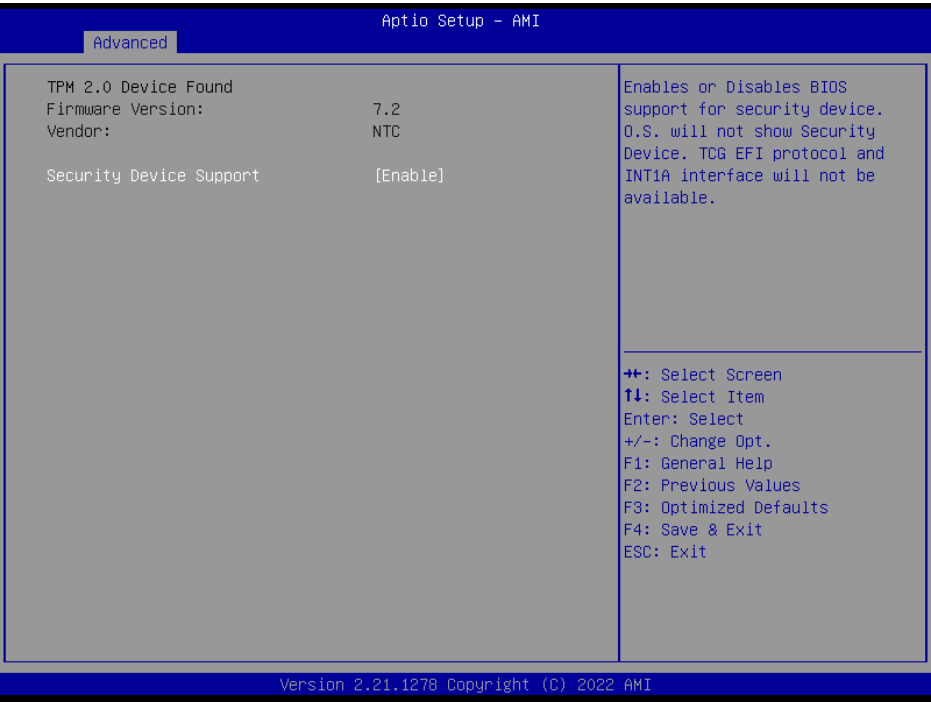 Aptio Setup – AMI
Advanced
TPM 2.0 Device Found
Firmware Version: 7.2
Vendor: NTC
Security Device Support [Enable]
Enables or Disables BIOS
support for security device.
O.S. will not show Security
Device. TCG EFI protocol and
INT1A interface will not be
available.
→←: Select Screen
↑↓: Select Item
Enter: Select
+/-: Change Opt.
F1: General Help
F2: Previous Values
F3: Optimized Defaults
F4: Save & Exit
ESC: Exit
Version 2.21.1278 Copyright (C) 2022 AMI